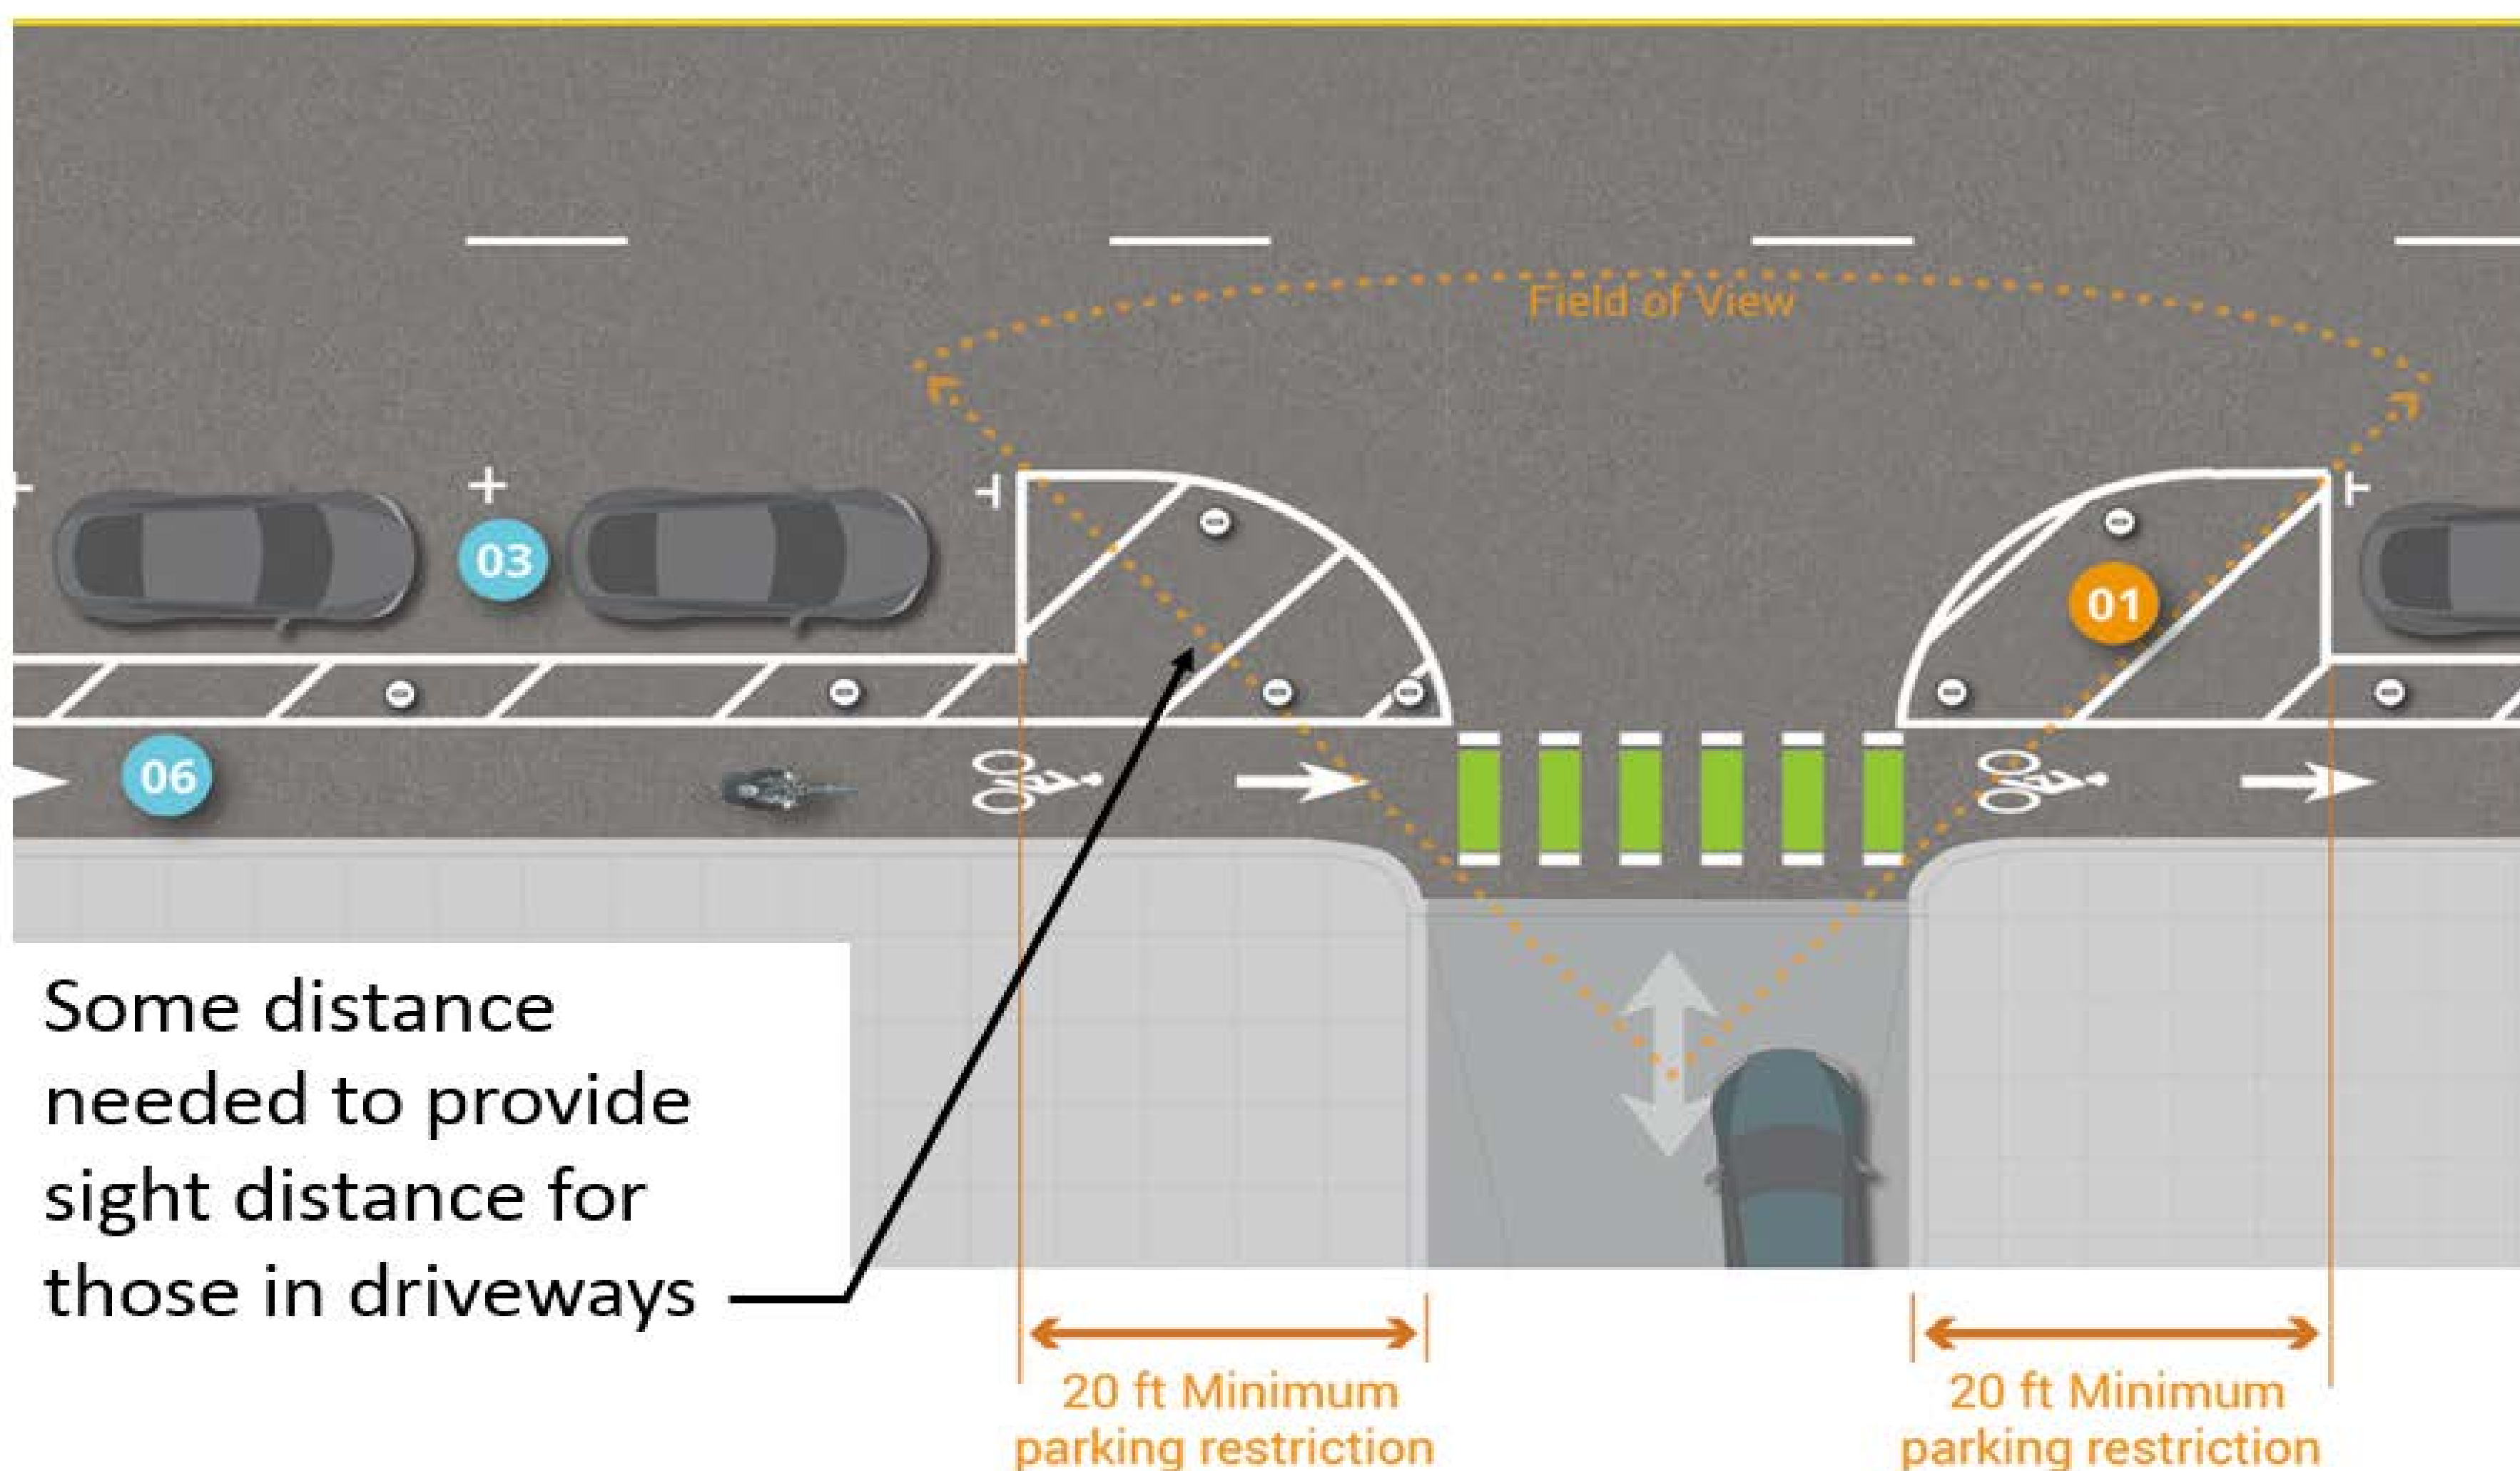 Field of View
03
01
06
Some distance
needed to provide
sight distance for
those in driveways
20 ft Minimum
parking restriction
20 ft Minimum
parking restriction